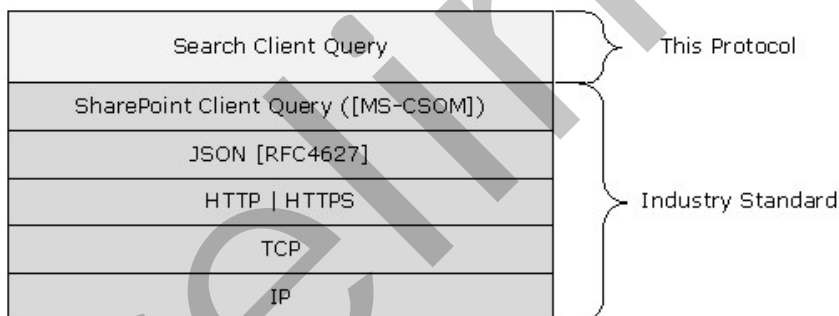 Search Client Query
This Protocol
SharePoint Client Query ([MS-CSOM])
JSON [RFC4627]
HTTP | HTTPS
Industry Standard
TCP
IP